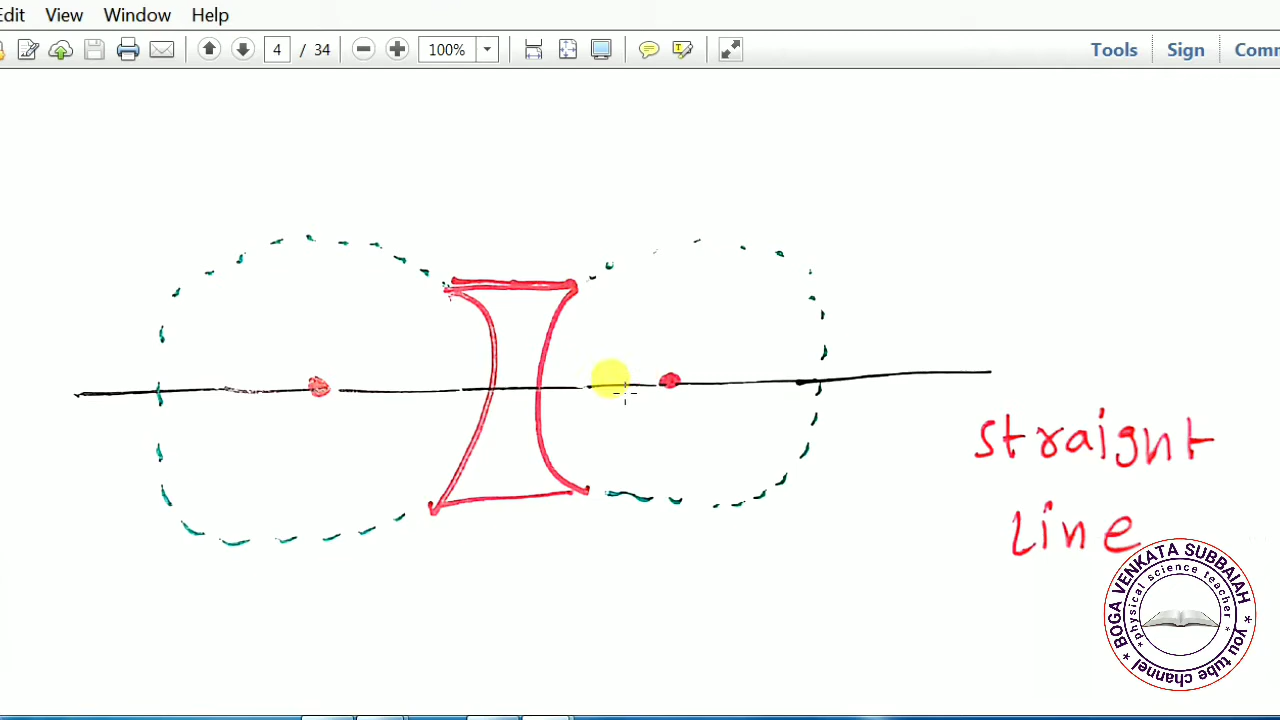 Edit View Window Help
4 / 34 100% Tools Sign Comm
straight
line
* BOGA VENKATA SUBBAIAH * you tube channel
* physical science teacher *